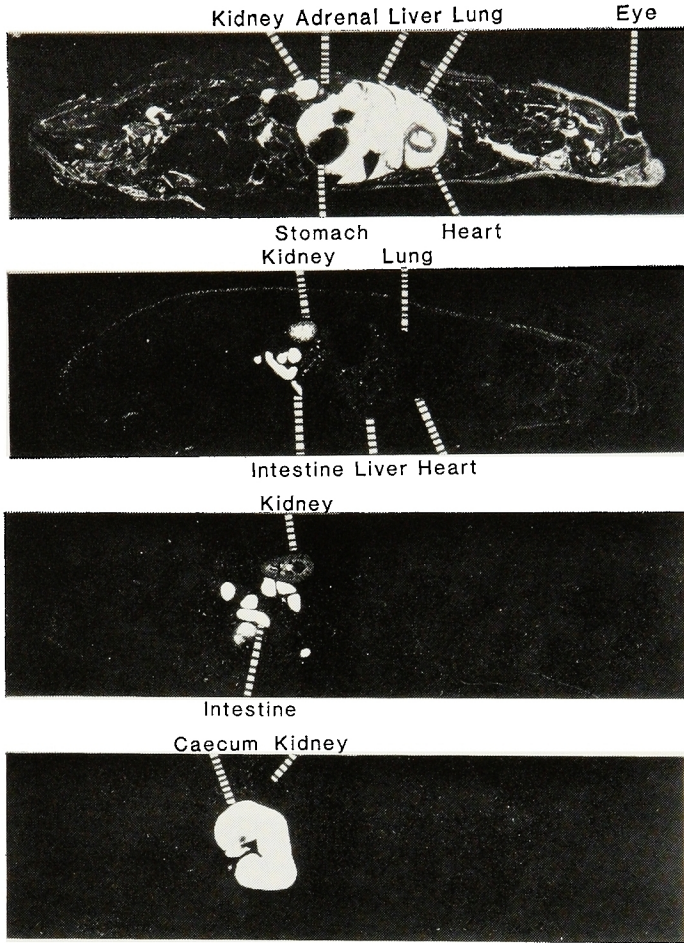 Kidney Adrenal Liver Lung Eye
Stomach Heart
Kidney Lung
Intestine Liver Heart
Kidney
Intestine
Caecum Kidney